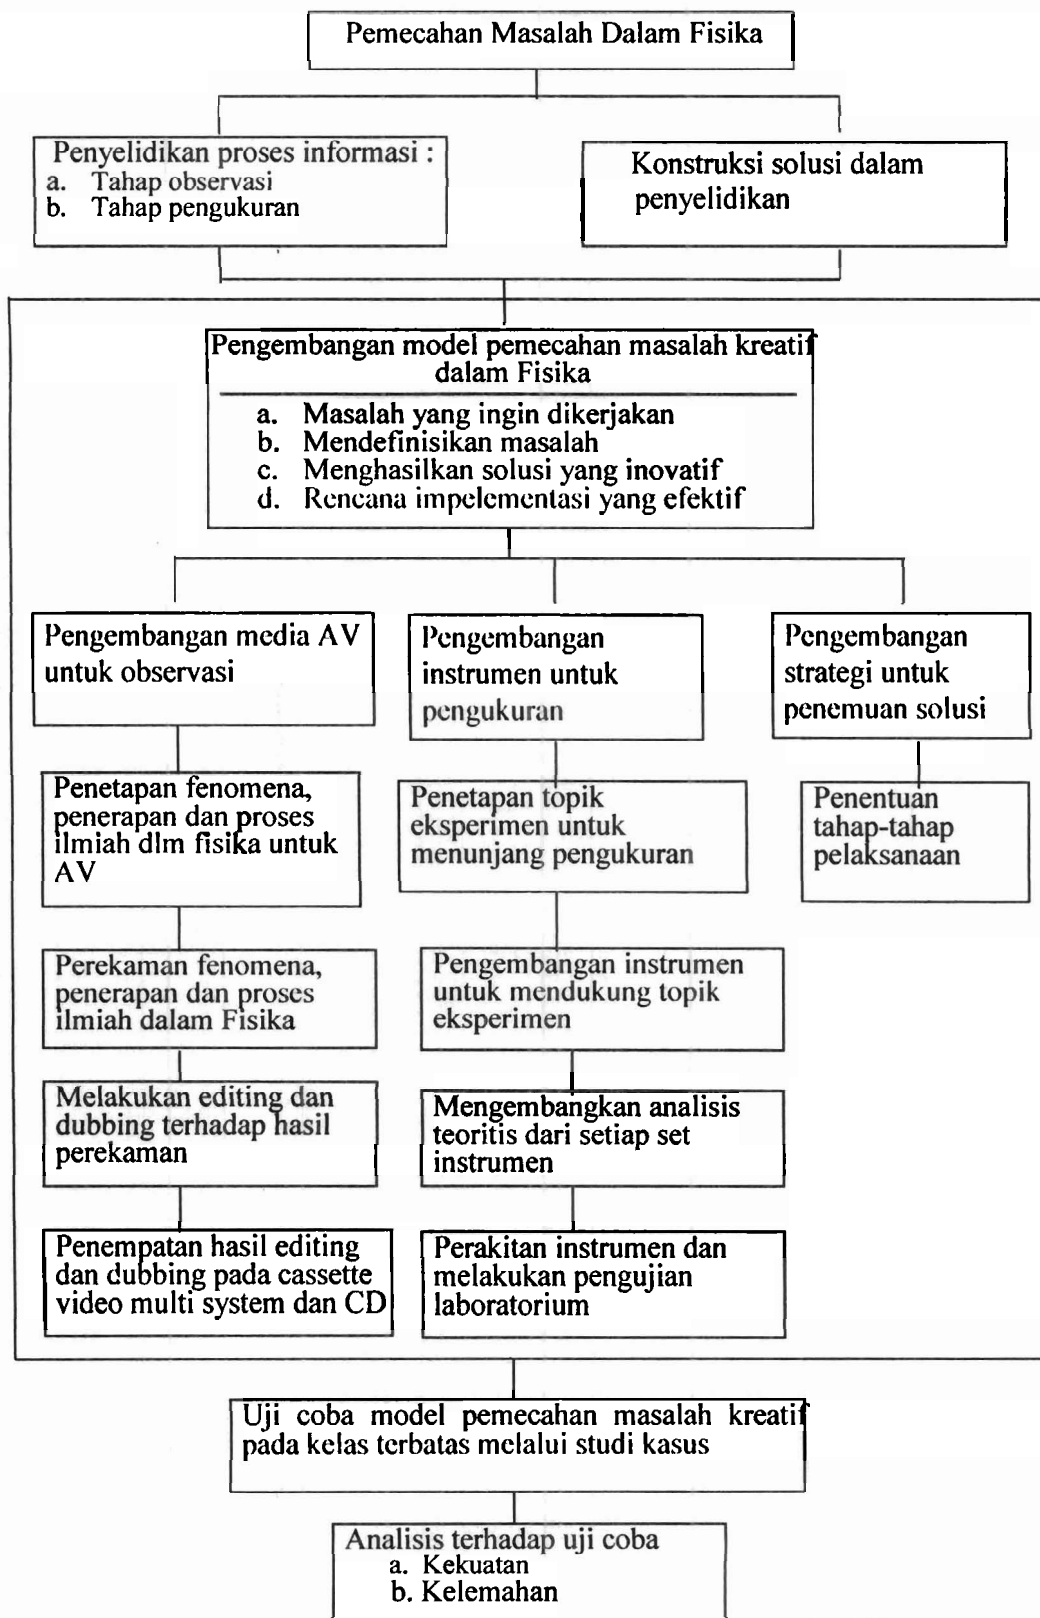 Pemecahan Masalah Dalam Fisika
Penyelidikan proses informasi :
a. Tahap observasi
b. Tahap pengukuran
Konstruksi solusi dalam
penyelidikan
Pengembangan model pemecahan masalah kreatif
dalam Fisika
a. Masalah yang ingin dikerjakan
b. Mendefinisikan masalah
c. Menghasilkan solusi yang inovatif
d. Rencana impelementasi yang efektif
Pengembangan media AV
untuk observasi
Penetapan fenomena,
penerapan dan proses
ilmiah dlm fisika untuk
AV
Perekaman fenomena,
penerapan dan proses
ilmiah dalam Fisika
Melakukan editing dan
dubbing terhadap hasil
perekaman
Penempatan hasil editing
dan dubbing pada cassette
video multi system dan CD
Pengembangan
instrumen untuk
pengukuran
Penetapan topik
eksperimen untuk
menunjang pengukuran
Pengembangan instrumen
untuk mendukung topik
eksperimen
Mengembangkan analisis
teoritis dari setiap set
instrumen
Perakitan instrumen dan
melakukan pengujian
laboratorium
Pengembangan
strategi untuk
penemuan solusi
Penentuan
tahap-tahap
pelaksanaan
Uji coba model pemecahan masalah kreatif
pada kelas terbatas melalui studi kasus
Analisis terhadap uji coba
a. Kekuatan
b. Kelemahan